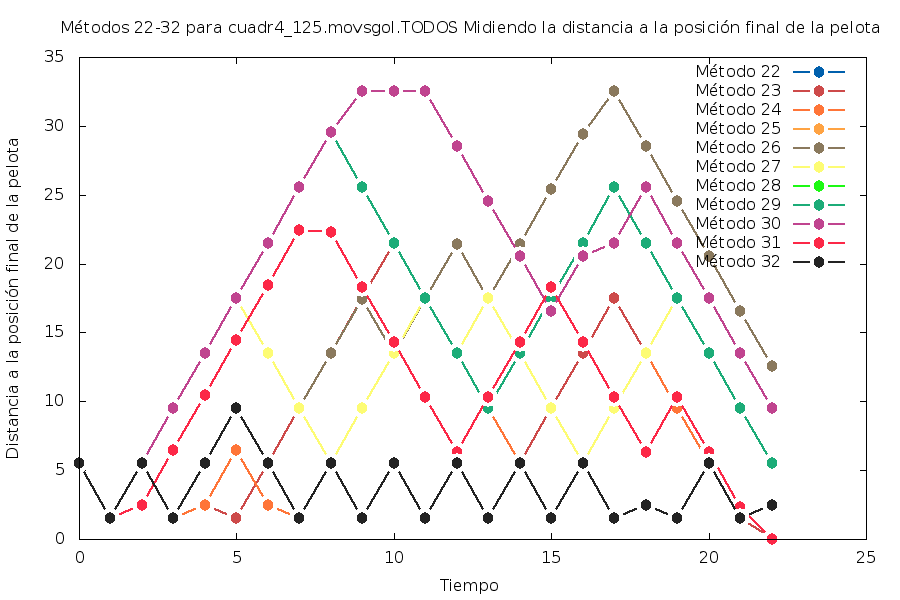 Métodos 22-32 para cuadr4_125.movsgol.TODOS Midiendo la distancia a la posición final de la pelota
Distancia a la posición final de la pelota
35
30
25
20
15
10
5
0
Método 22
Método 23
Método 24
Método 25
Método 26
Método 27
Método 28
Método 29
Método 30
Método 31
Método 32
0 5 10 15 20 25
Tiempo